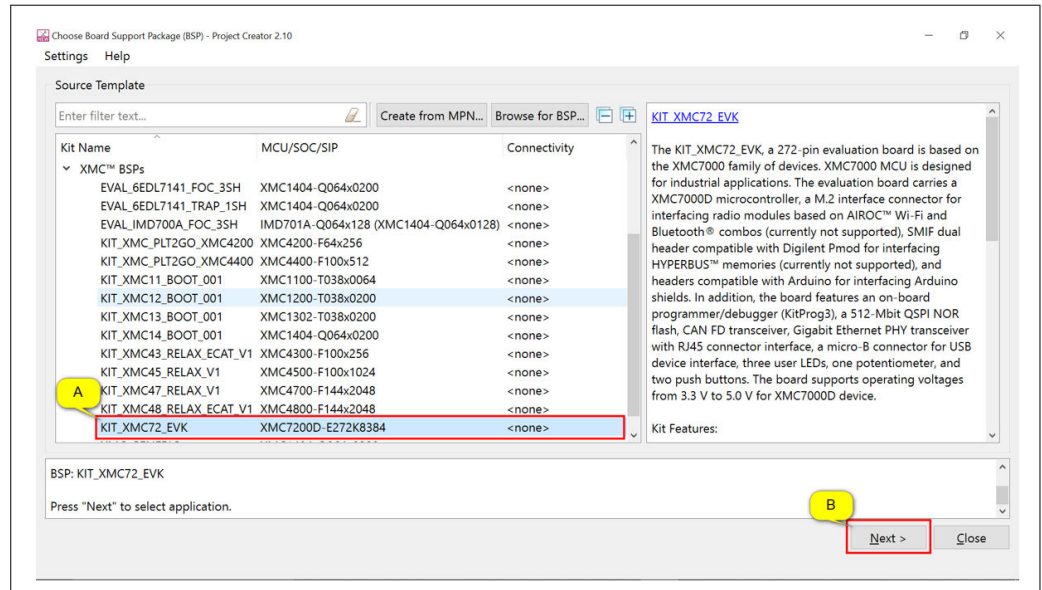 Choose Board Support Package (BSP) - Project Creator 2.10
Settings Help
Source Template
Enter filter text...
Create from MPN... Browse for BSP...
Kit Name MCU/SOC/SIP Connectivity
XMC™ BSPs
EVAL_6EDL7141_FOC_3SH XMC1404-Q064x0200 <none>
EVAL_6EDL7141_TRAP_1SH XMC1404-Q064x0200 <none>
EVAL_IMD700A_FOC_3SH IMD701A-Q064x128 (XMC1404-Q064x0128) <none>
KIT_XMC_PLT2GO_XMC4200 XMC4200-F64x256 <none>
KIT_XMC_PLT2GO_XMC4400 XMC4400-F100x512 <none>
KIT_XMC11_BOOT_001 XMC1100-T038x0064 <none>
KIT_XMC12_BOOT_001 XMC1200-T038x0200 <none>
KIT_XMC13_BOOT_001 XMC1302-T038x0200 <none>
KIT_XMC14_BOOT_001 XMC1404-Q064x0200 <none>
KIT_XMC43_RELAX_ECAT_V1 XMC4300-F100x256 <none>
KIT_XMC45_RELAX_V1 XMC4500-F100x1024 <none>
A
KIT_XMC47_RELAX_V1 XMC4700-F144x2048 <none>
KIT_XMC48_RELAX_ECAT_V1 XMC4800-F144x2048 <none>
KIT_XMC72_EVK XMC7200D-E272K8384 <none>
KIT_XMC72_EVK
The KIT_XMC72_EVK, a 272-pin evaluation board is based on
the XMC7000 family of devices. XMC7000 MCU is designed
for industrial applications. The evaluation board carries a
XMC7000D microcontroller, a M.2 interface connector for
interfacing radio modules based on AIROC™ Wi-Fi and
Bluetooth® combos (currently not supported), SMIF dual
header compatible with Digilent Pmod for interfacing
HYPERBUS™ memories (currently not supported), and
headers compatible with Arduino for interfacing Arduino
shields. In addition, the board features an on-board
programmer/debugger (KitProg3), a 512-Mbit QSPI NOR
flash, CAN FD transceiver, Gigabit Ethernet PHY transceiver
with RJ45 connector interface, a micro-B connector for USB
device interface, three user LEDs, one potentiometer, and
two push buttons. The board supports operating voltages
from 3.3 V to 5.0 V for XMC7000D device.
Kit Features:
BSP: KIT_XMC72_EVK
Press "Next" to select application.
B
Next > Close